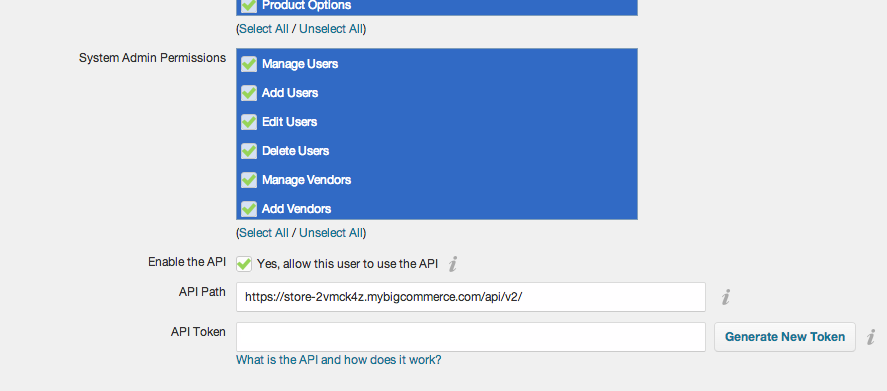 Product Options
(Select All / Unselect All)
System Admin Permissions
Manage Users
Add Users
Edit Users
Delete Users
Manage Vendors
Add Vendors
(Select All / Unselect All)
Enable the API Yes, allow this user to use the API i
API Path https://store-2vmck4z.mybigcommerce.com/api/v2/ i
API Token Generate New Token i
What is the API and how does it work?